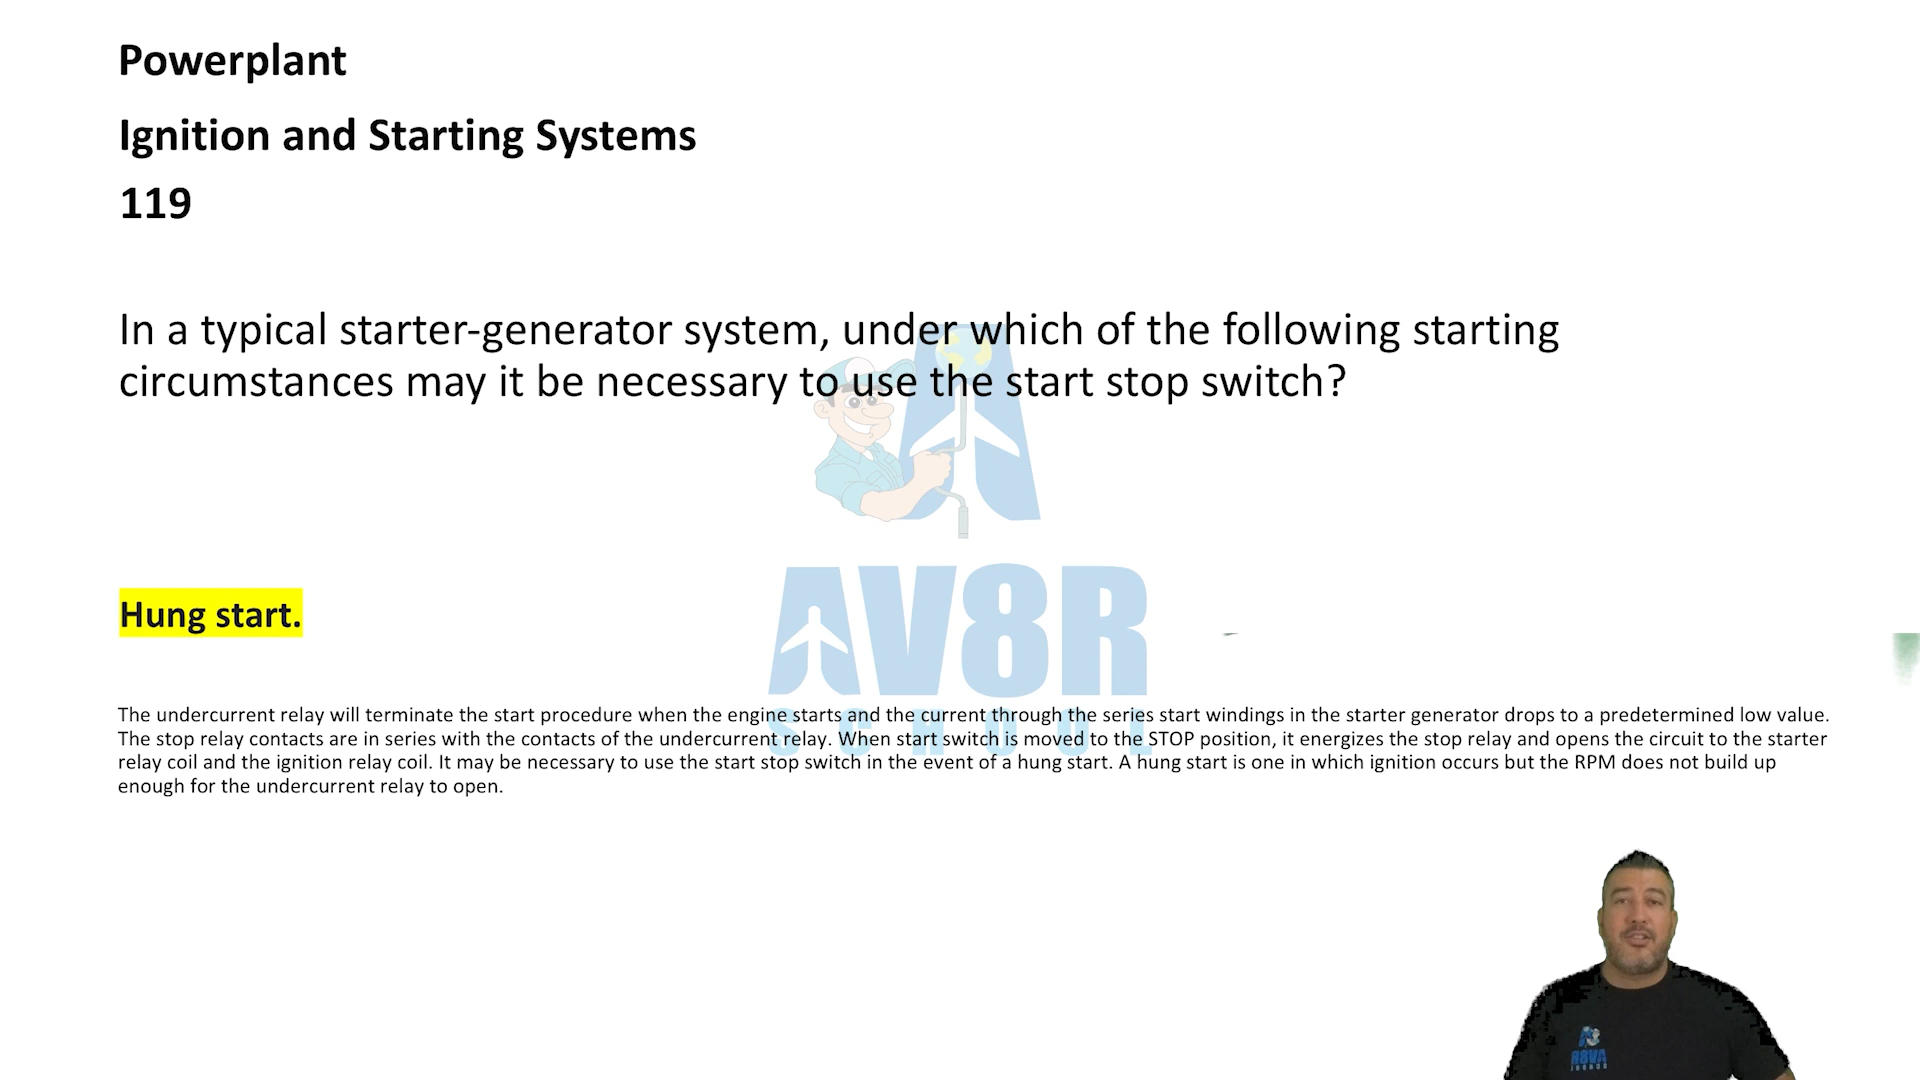 Powerplant
Ignition and Starting Systems
119
In a typical starter-generator system, under which of the following starting
circumstances may it be necessary to use the start stop switch?
AV8R
SCHOOL
Hung start.
The undercurrent relay will terminate the start procedure when the engine starts and the current through the series start windings in the starter generator drops to a predetermined low value.
The stop relay contacts are in series with the contacts of the undercurrent relay. When start switch is moved to the STOP position, it energizes the stop relay and opens the circuit to the starter
relay coil and the ignition relay coil. It may be necessary to use the start stop switch in the event of a hung start. A hung start is one in which ignition occurs but the RPM does not build up
enough for the undercurrent relay to open.